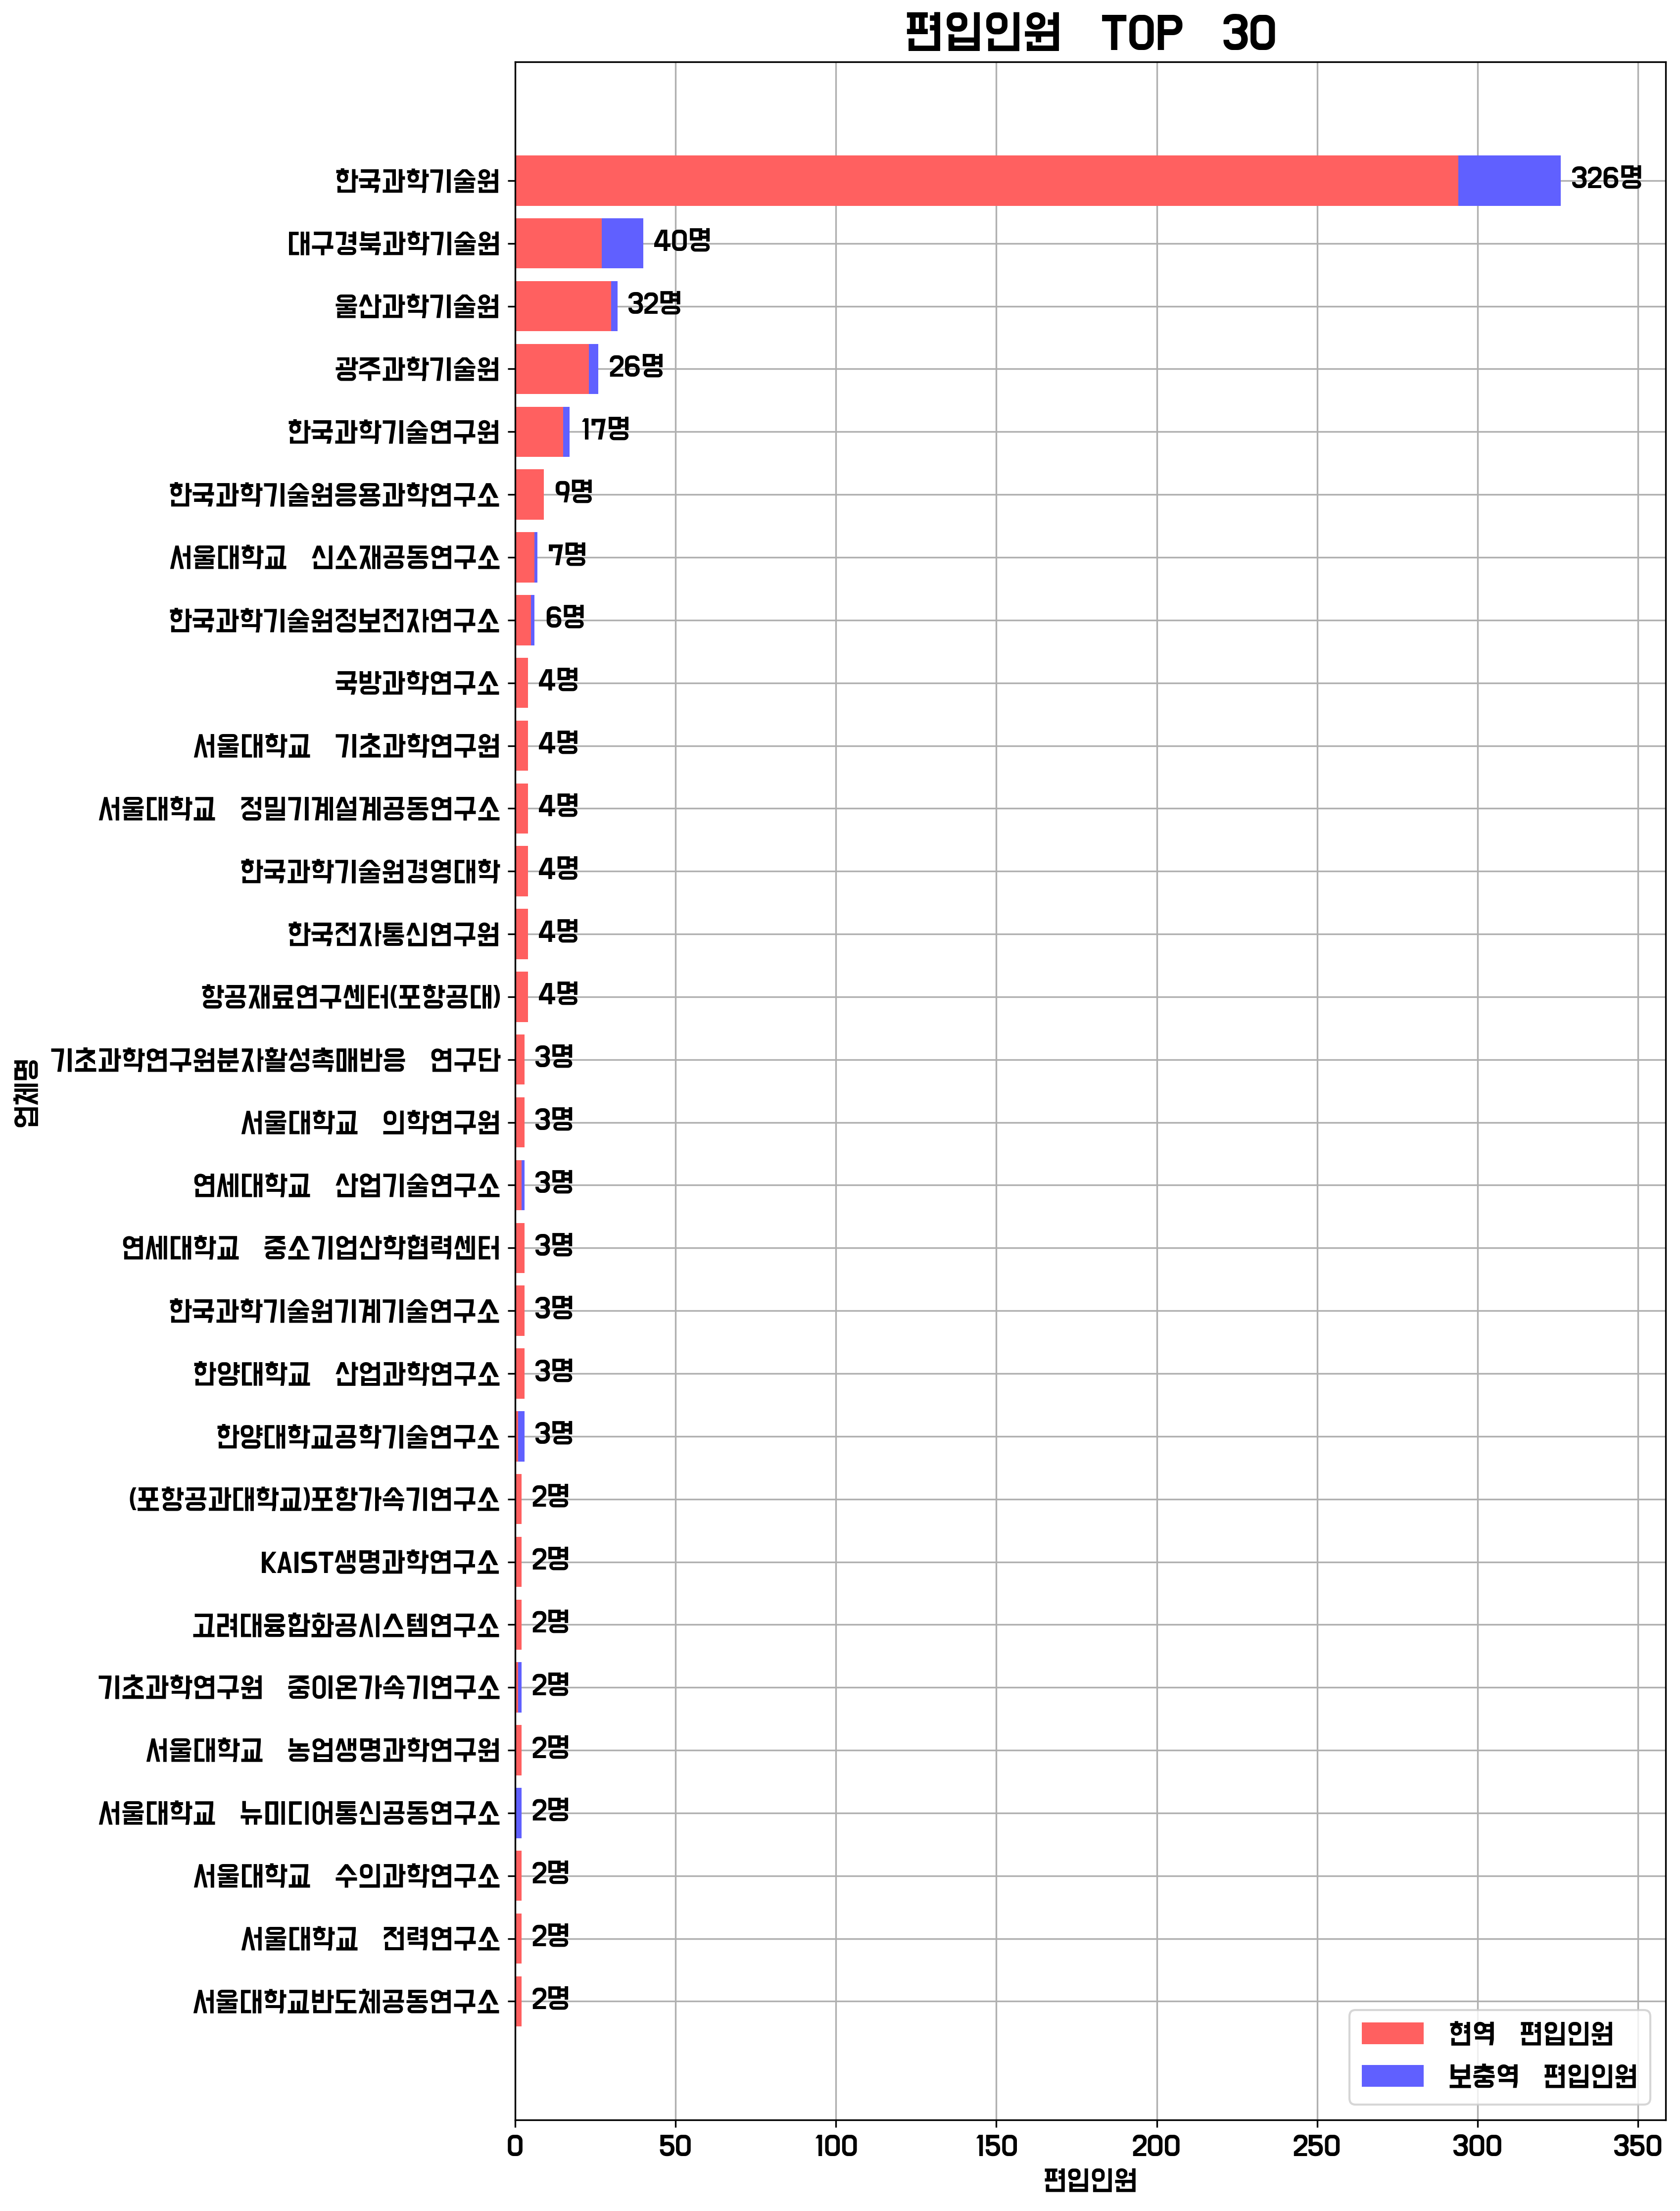 편입인원 TOP 30
한국과학기술원 326명
대구경북과학기술원 40명
울산과학기술원 32명
광주과학기술원 26명
한국과학기술연구원 17명
한국과학기술원응용과학연구소 9명
서울대학교 신소재공동연구소 7명
한국과학기술원정보전자연구소 6명
국방과학연구소 4명
서울대학교 기초과학연구원 4명
서울대학교 정밀기계설계공동연구소 4명
한국과학기술원경영대학 4명
한국전자통신연구원 4명
항공재료연구센터(포항공대) 4명
기초과학연구원분자활성촉매반응 연구단 3명
서울대학교 의학연구원 3명
연세대학교 산업기술연구소 3명
연세대학교 중소기업산학협력센터 3명
한국과학기술원기계기술연구소 3명
한양대학교 산업과학연구소 3명
한양대학교공학기술연구소 3명
(포항공과대학교)포항가속기연구소 2명
KAIST생명과학연구소 2명
고려대융합화공시스템연구소 2명
기초과학연구원 중이온가속기연구소 2명
서울대학교 농업생명과학연구원 2명
서울대학교 뉴미디어통신공동연구소 2명
서울대학교 수의과학연구소 2명
서울대학교 전력연구소 2명
서울대학교반도체공동연구소 2명
업체명
현역 편입인원
보충역 편입인원
0 50 100 150 200 250 300 350
편입인원